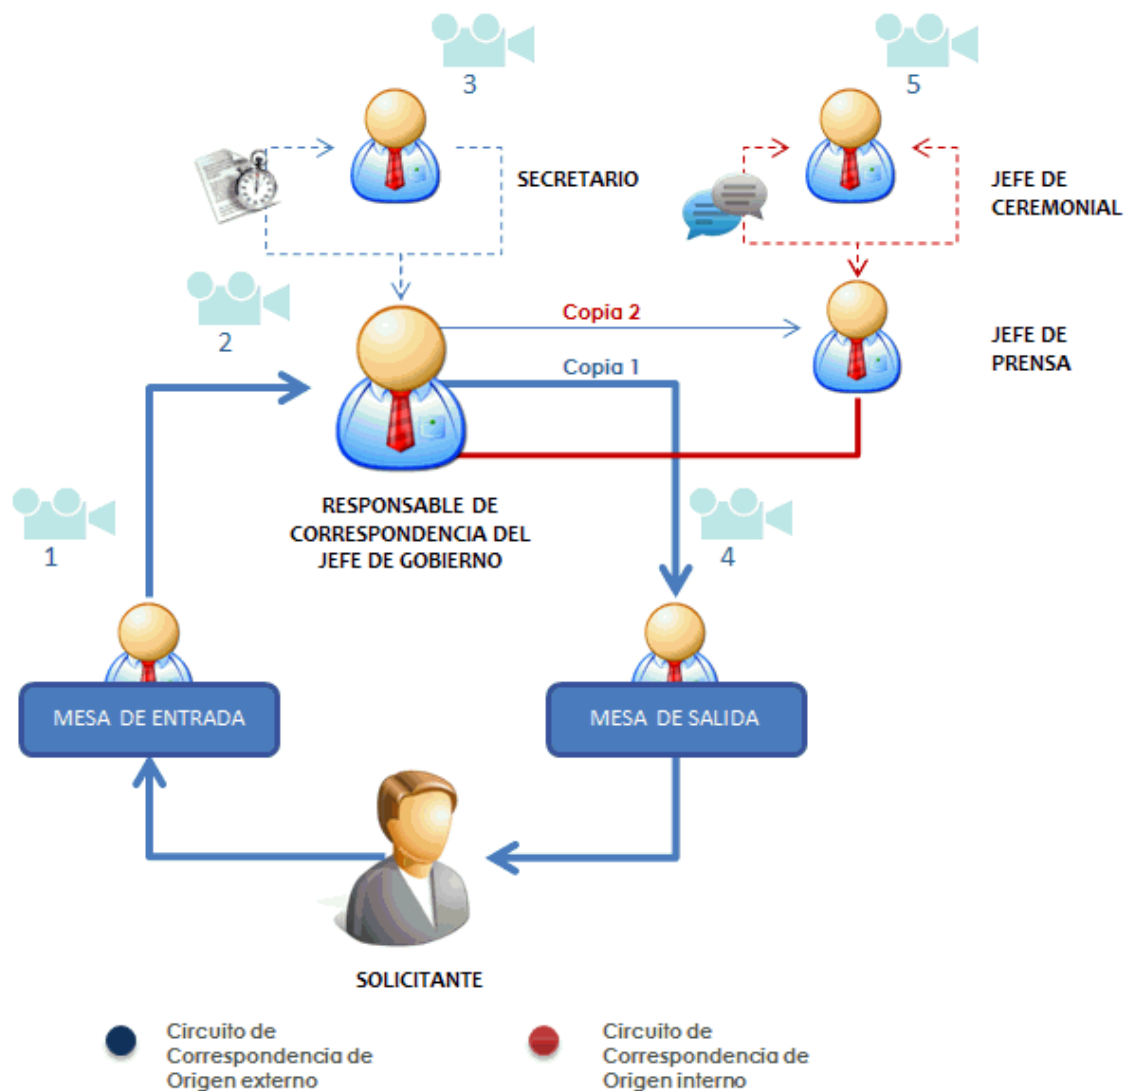 3
5
SECRETARIO
JEFE DE
CEREMONIAL
2
Copia 2
JEFE DE
PRENSA
Copia 1
RESPONSABLE DE
CORRESPONDENCIA DEL
JEFE DE GOBIERNO
1
4
MESA DE ENTRADA
MESA DE SALIDA
SOLICITANTE
Circuito de
Correspondencia de
Origen externo
Circuito de
Correspondencia de
Origen interno